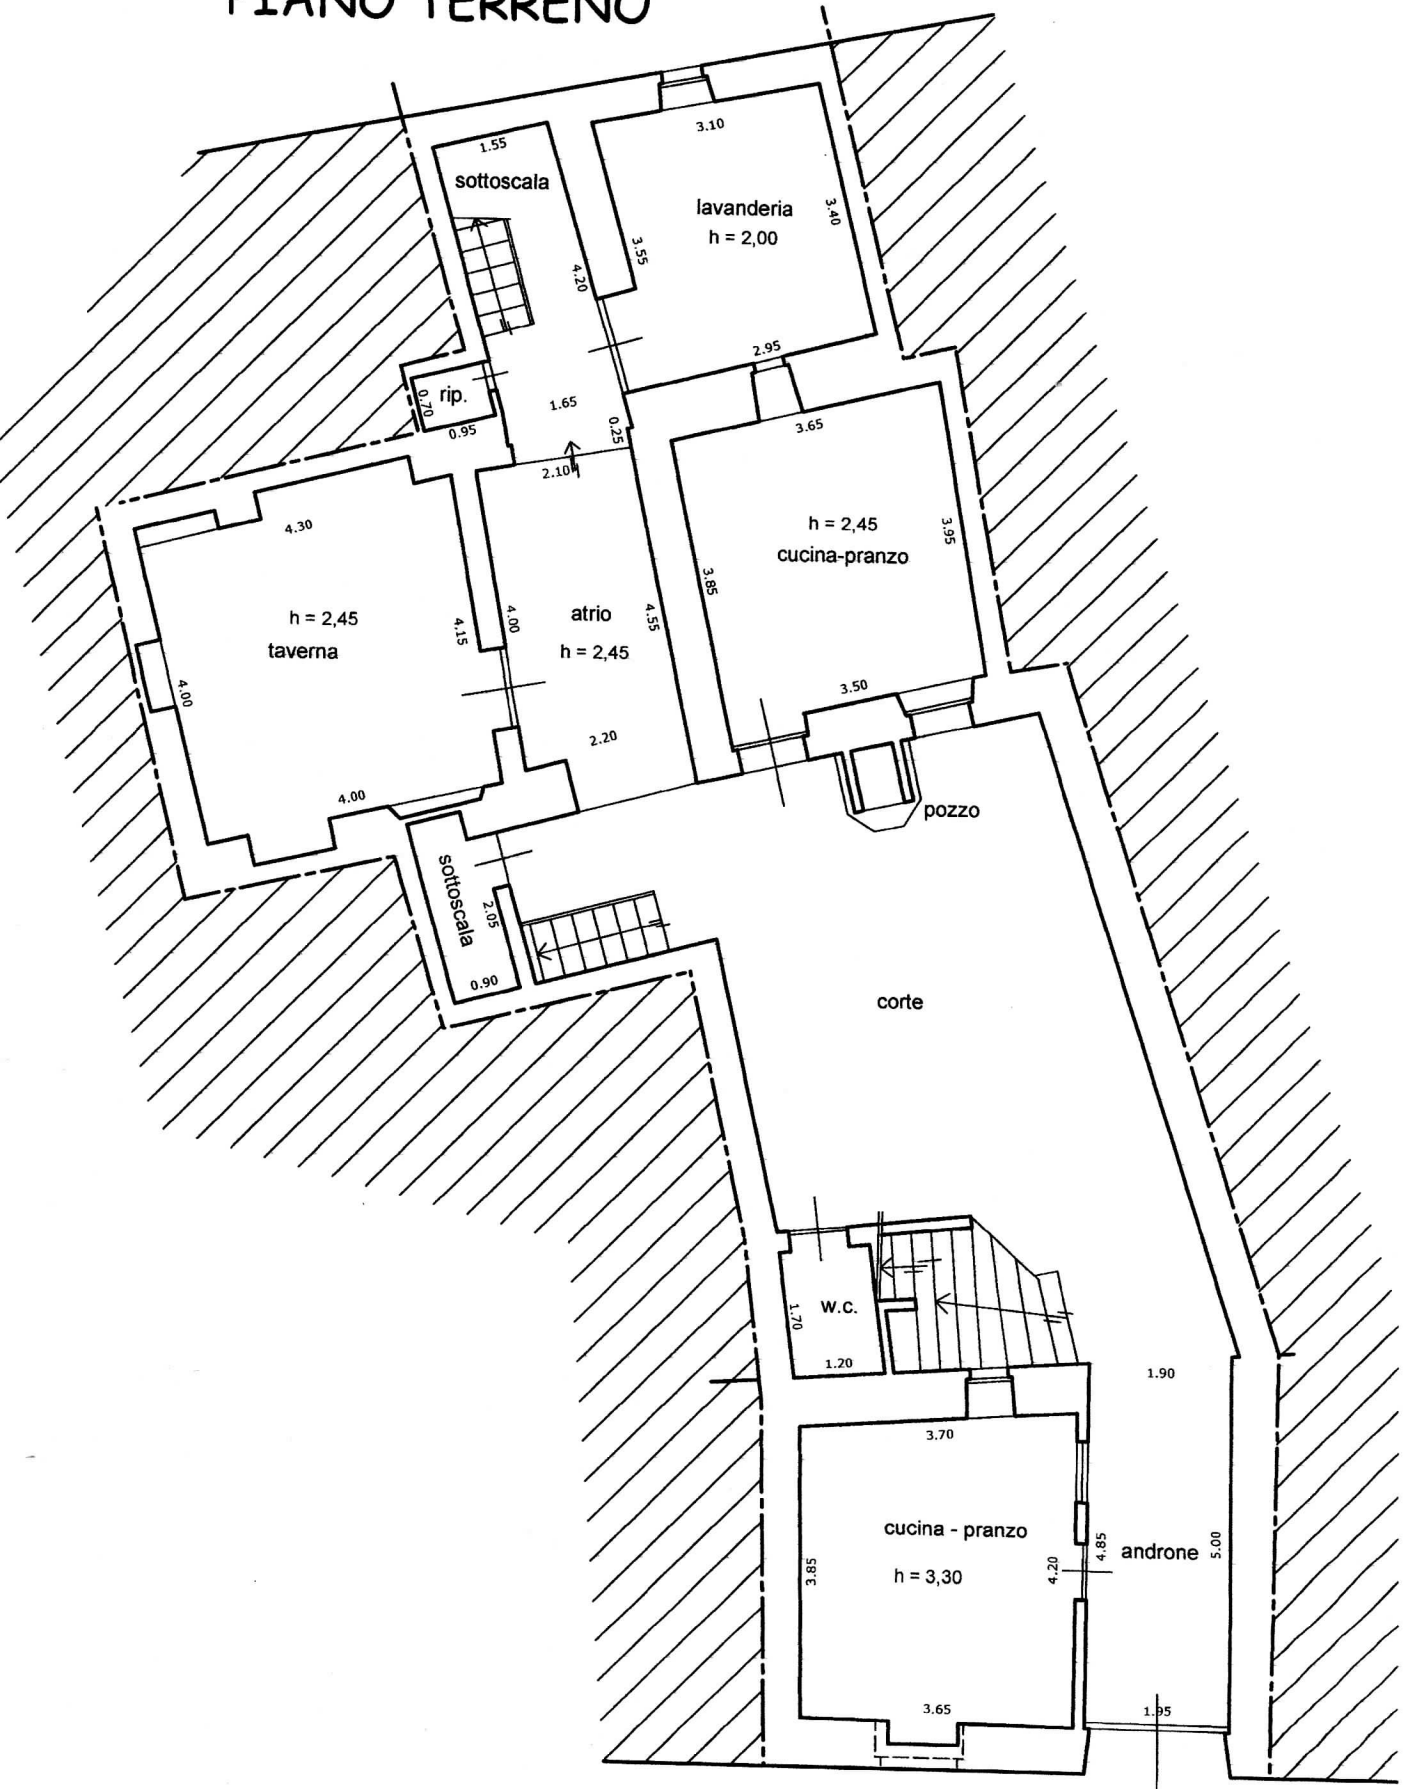 PIANO TERRENO
3.10
1.55
sottoscala
lavanderia
h = 2,00
3.40
3.55
4.20
2.95
rip.
0.70
0.95
1.65
0.25
3.65
2.10
4.30
h = 2,45
cucina-pranzo
3.95
3.85
h = 2,45
taverna
4.15
4.00
atrio
h = 2,45
4.55
4.00
3.50
2.20
4.00
pozzo
sottoscala
2.05
0.90
corte
w.c.
1.70
1.20
1.90
3.70
cucina - pranzo
h = 3,30
3.85
4.20
4.85
androne
5.00
3.65
1.95